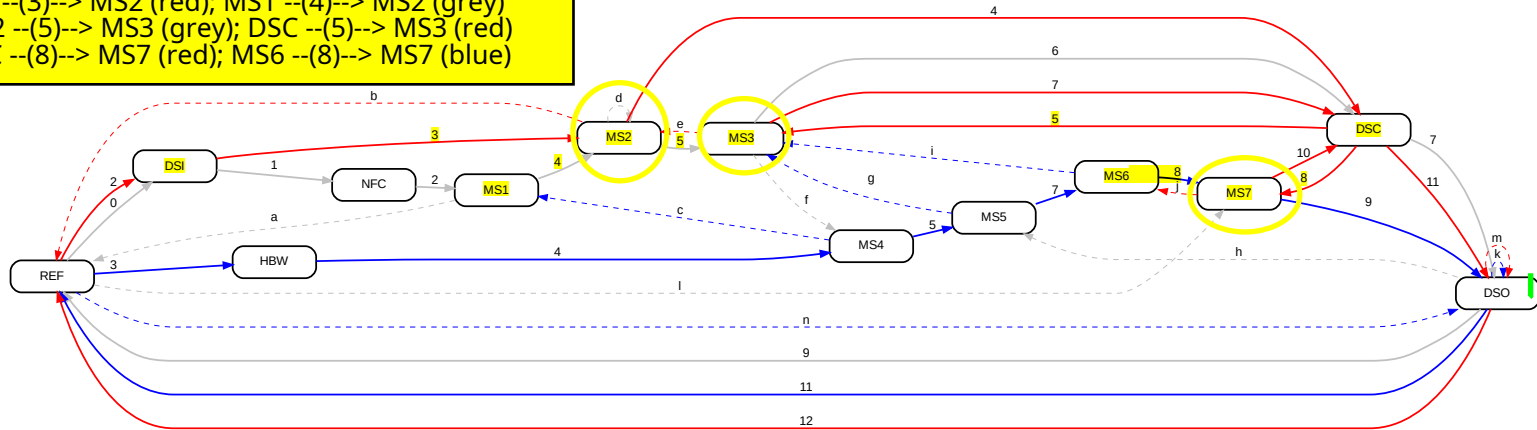 --(3)--> MS2 (red); MS1 --(4)--> MS2 (grey)
--(5)--> MS3 (grey); DSC --(5)--> MS3 (red)
--(8)--> MS7 (red); MS6 --(8)--> MS7 (blue)
4
6
b
d
7
MS2
e
5
MS3
5
DSC
3
7
DSI
1
4
i
10
NFC
2
MS1
MS6
8
8
j
MS7
2
0
g
7
11
a
c
f
MS5
9
5
MS4
m
HBW
4
h
k
REF
3
l
DSO
n
9
11
12